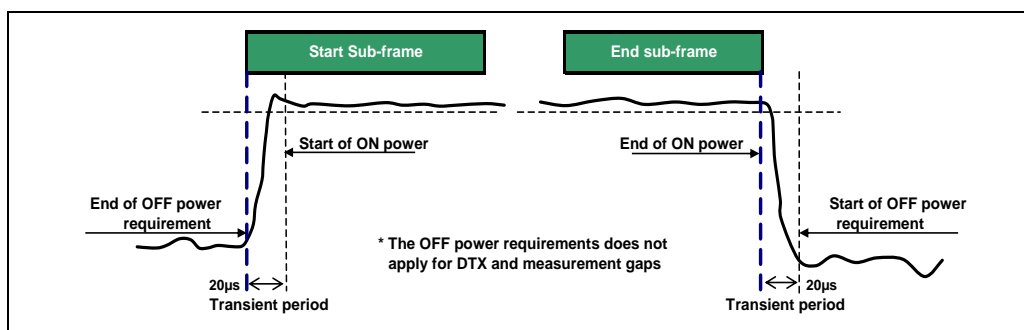 Start Sub-frame
End sub-frame
Start of ON power
End of ON power
End of OFF power
requirement
Start of OFF power
requirement
* The OFF power requirements does not
apply for DTX and measurement gaps
20µs
Transient period
20µs
Transient period